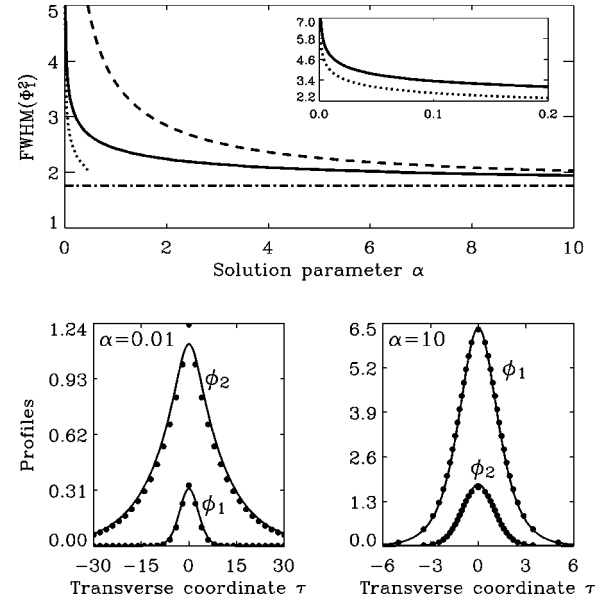 5
4
3
2
1
FWHM(Φ₁²)
7.0
5.8
4.6
3.4
2.2
0.0 0.1 0.2
0 2 4 6 8 10
Solution parameter α
1.24
0.93
0.62
0.31
0.00
Profiles
α=0.01
ϕ₂
ϕ₁
−30 −15 0 15 30
Transverse coordinate τ
6.5
5.2
3.9
2.6
1.3
0.0
α=10
ϕ₁
ϕ₂
−6 −3 0 3 6
Transverse coordinate τ